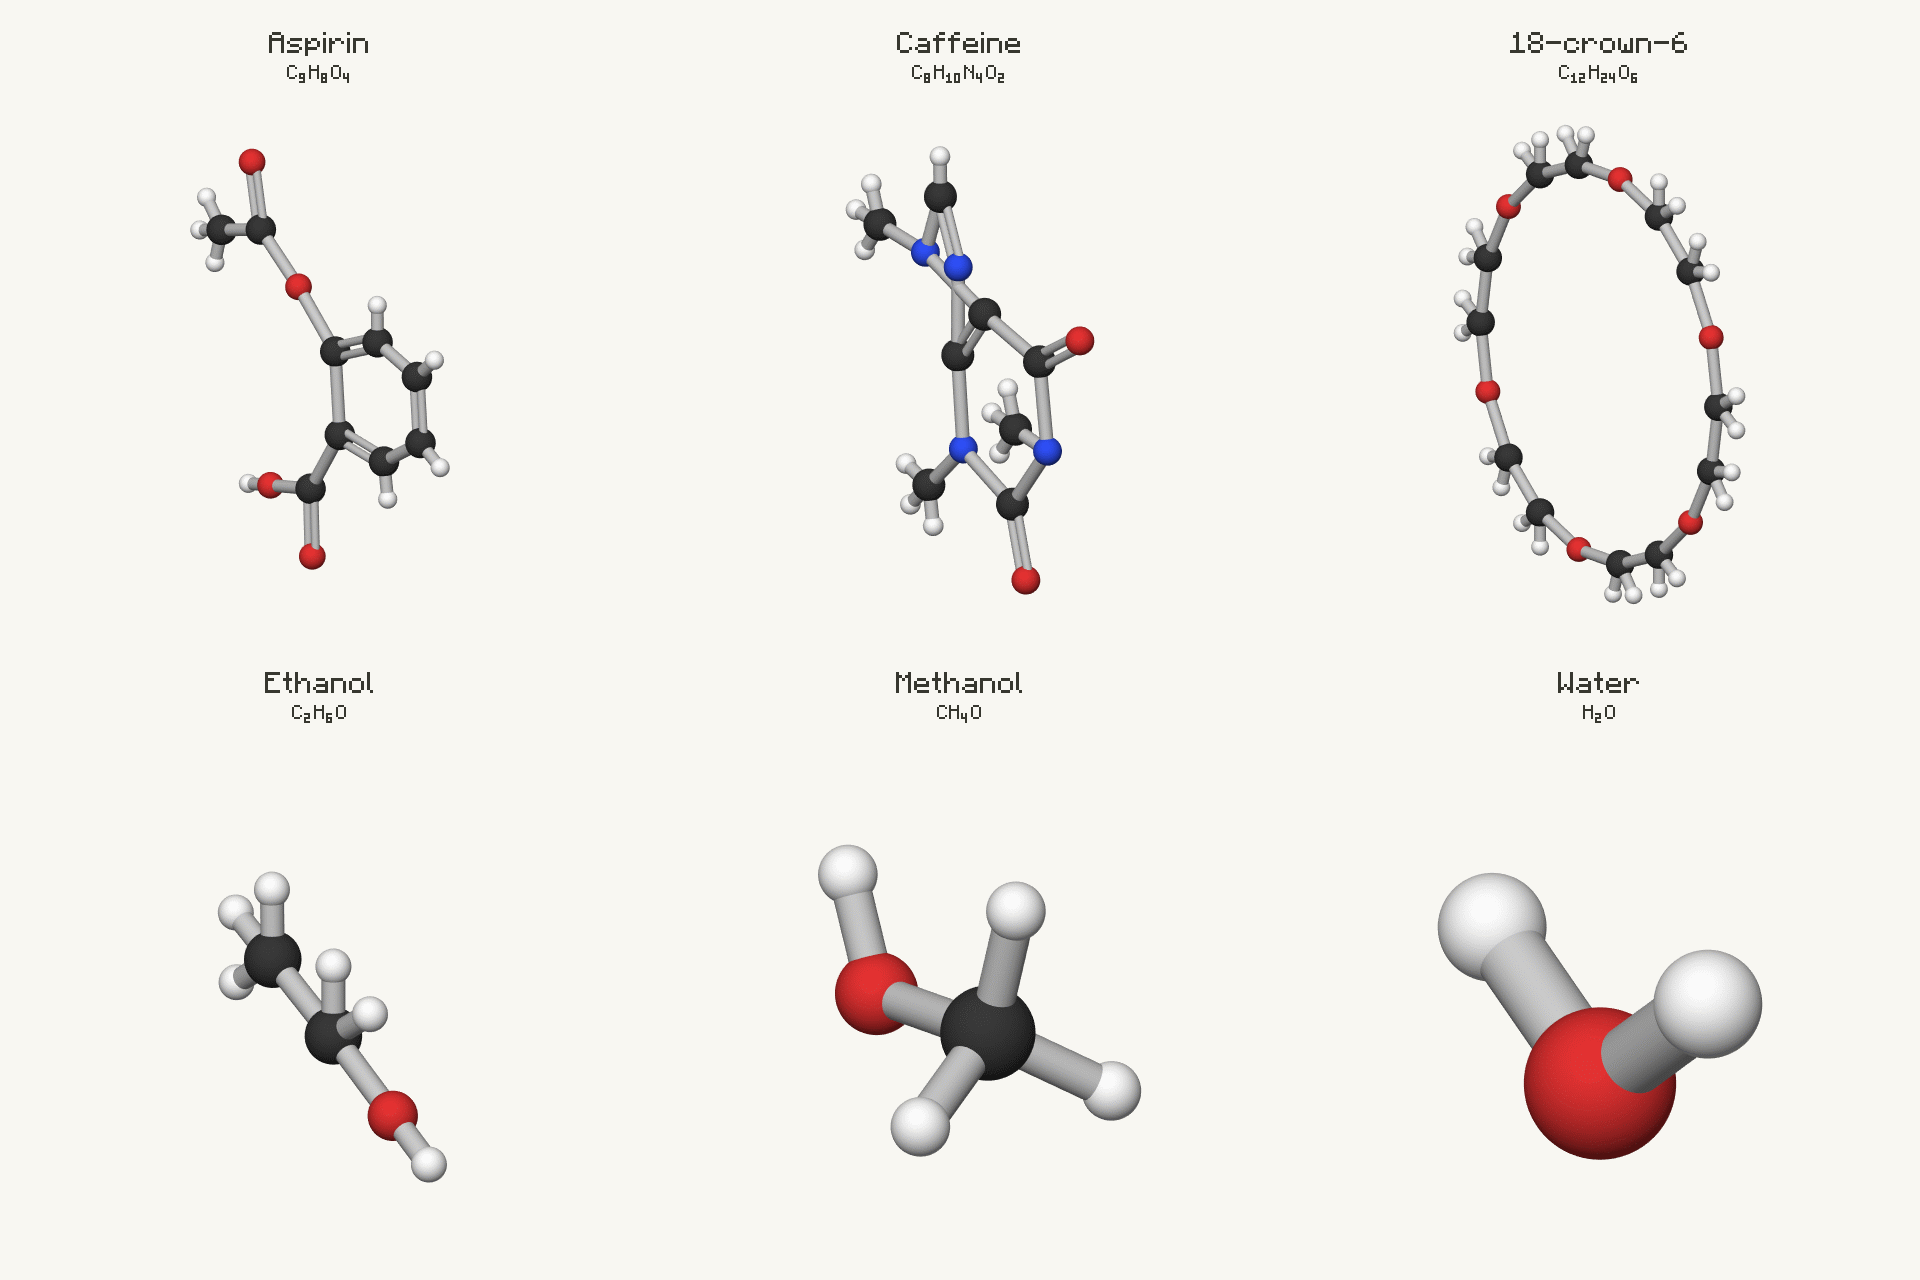 Aspirin
C₉H₈O₄
Caffeine
C₈H₁₀N₄O₂
18-crown-6
C₁₂H₂₄O₆
Ethanol
C₂H₆O
Methanol
CH₄O
Water
H₂O